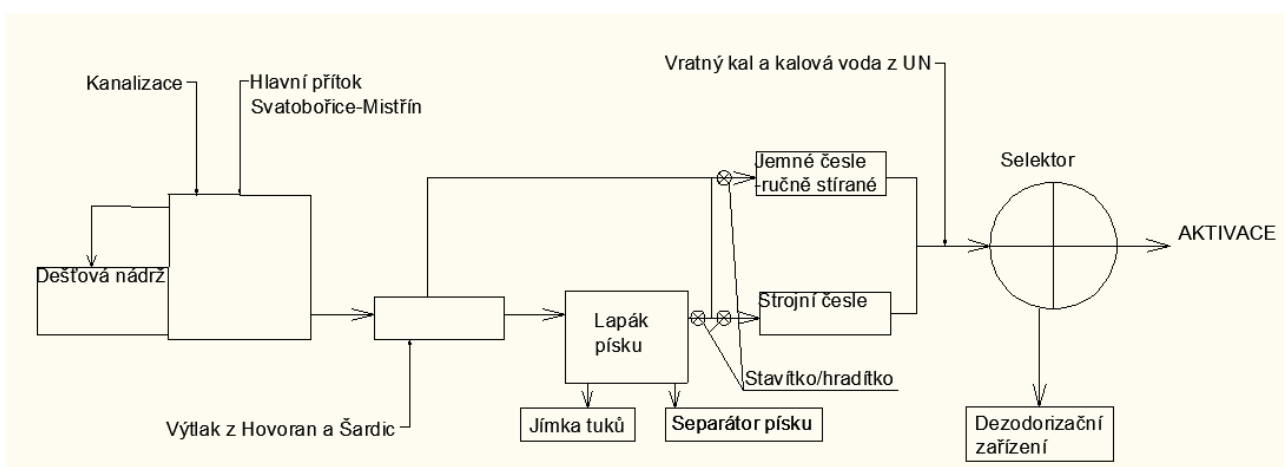 Vratný kal a kalová voda z UN
Kanalizace
Hlavní přítok
Svatobořice-Mistřín
Jemné česle
-ručně stírané
Selektor
AKTIVACE
Dešťová nádrž
Strojní česle
Lapák
písku
Stavítko/hradítko
Výtlak z Hovoran a Šardic
Jímka tuků
Separátor písku
Dezodorizační
zařízení